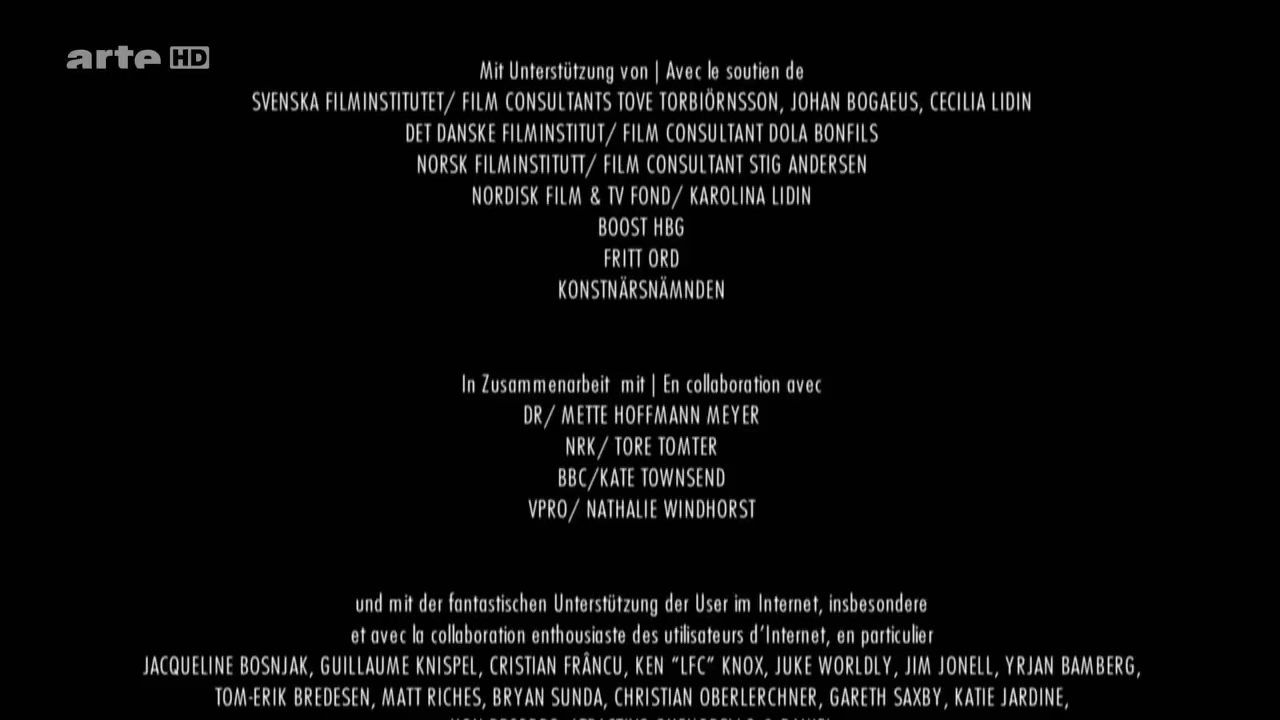 arte HD
Mit Unterstützung von | Avec le soutien de
SVENSKA FILMINSTITUTET/ FILM CONSULTANTS TOVE TORBIÖRNSSON, JOHAN BOGAEUS, CECILIA LIDIN
DET DANSKE FILMINSTITUT/ FILM CONSULTANT DOLA BONFILS
NORSK FILMINSTITUTT/ FILM CONSULTANT STIG ANDERSEN
NORDISK FILM & TV FOND/ KAROLINA LIDIN
BOOST HBG
FRITT ORD
KONSTNÄRSNÄMNDEN
In Zusammenarbeit mit | En collaboration avec
DR/ METTE HOFFMANN MEYER
NRK/ TORE TOMTER
BBC/KATE TOWNSEND
VPRO/ NATHALIE WINDHORST
und mit der fantastischen Unterstützung der User im Internet, insbesondere
et avec la collaboration enthousiaste des utilisateurs d’Internet, en particulier
JACQUELINE BOSNJAK, GUILLAUME KNISPEL, CRISTIAN FRÂNCU, KEN “LFC” KNOX, JUKE WORLDLY, JIM JONELL, YRJAN BAMBERG,
TOM-ERIK BREDESEN, MATT RICHES, BRYAN SUNDA, CHRISTIAN OBERLERCHNER, GARETH SAXBY, KATIE JARDINE,